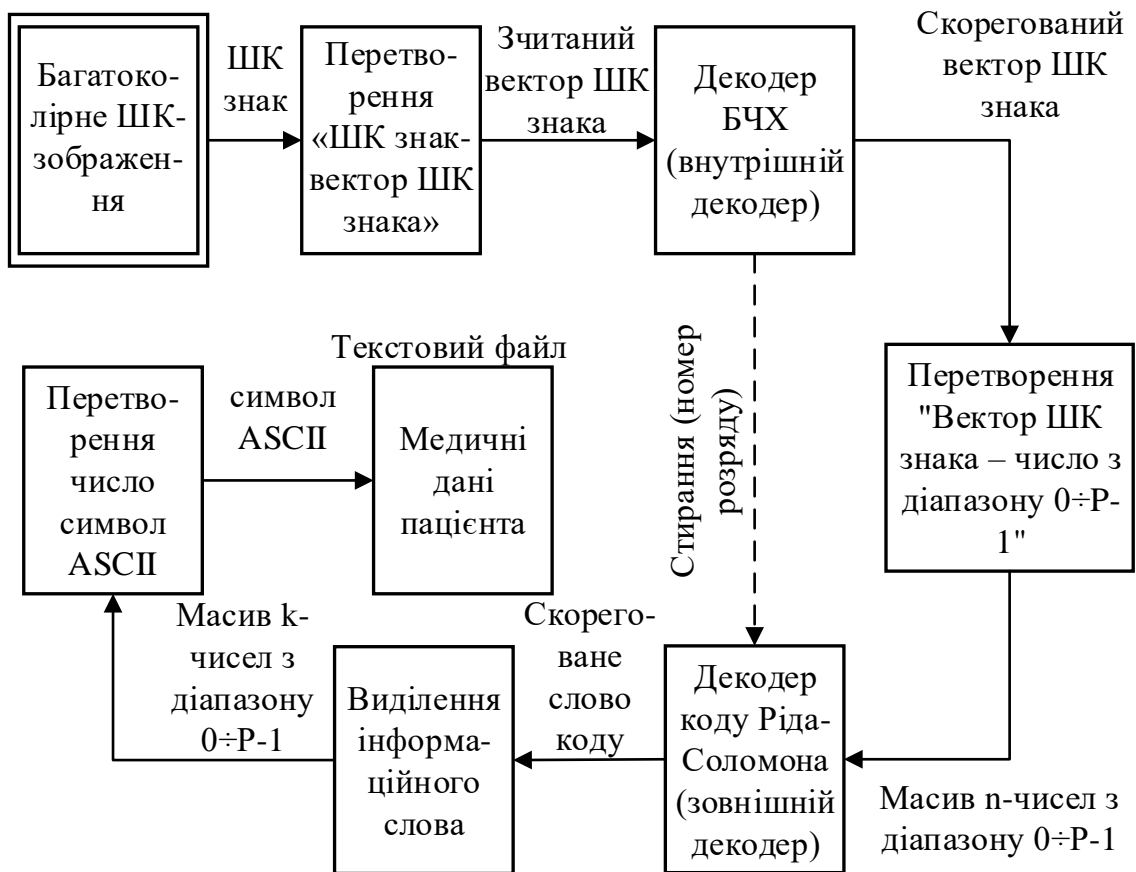 Багатоко-
лірне ШК-
зображен-
ня
ШК
знак
Перетво-
рення
«ШК знак-
вектор ШК
знака»
Зчитаний
вектор ШК
знака
Декодер
БЧХ
(внутрішній
декодер)
Скорегований
вектор ШК
знака
Перетворення
"Вектор ШК
знака – число з
діапазону 0÷P-
1"
Стирання (номер
розряду)
Масив n-чисел з
діапазону 0÷P-1
Декодер
коду Ріда-
Соломона
(зовнішній
декодер)
Скорего-
ване
слово
коду
Виділення
інформа-
ційного
слова
Масив k-
чисел з
діапазону
0÷P-1
Перетво-
рення
число
символ
ASCII
символ
ASCII
Текстовий файл
Медичні
дані
пацієнта